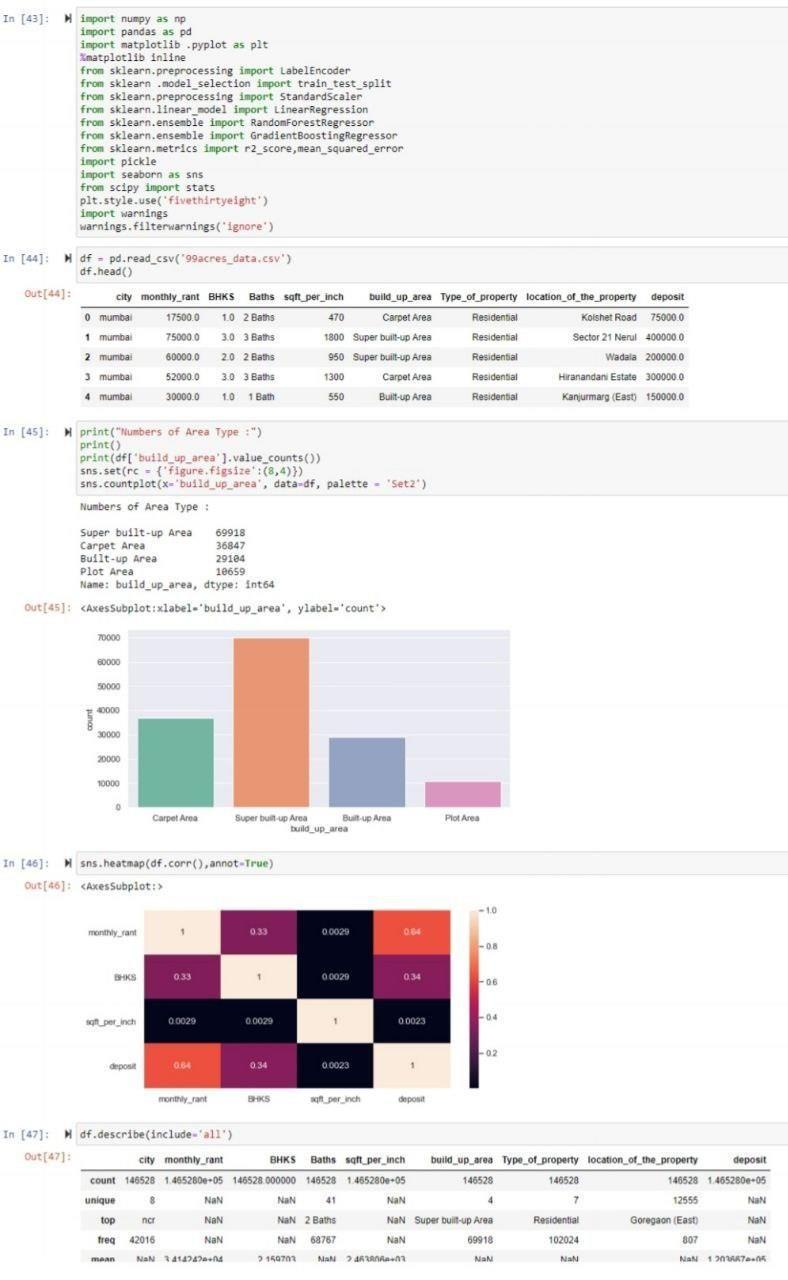 In [43]:
import numpy as np
import pandas as pd
import matplotlib .pyplot as plt
%matplotlib inline
from sklearn.preprocessing import LabelEncoder
from sklearn .model_selection import train_test_split
from sklearn.preprocessing import StandardScaler
from sklearn.linear_model import LinearRegression
from sklearn.ensemble import RandomForestRegressor
from sklearn.ensemble import GradientBoostingRegressor
from sklearn.metrics import r2_score,mean_squared_error
import pickle
import seaborn as sns
from scipy import stats
plt.style.use('fivethirtyeight')
import warnings
warnings.filterwarnings('ignore')
In [44]:
df = pd.read_csv('99acres_data.csv')
df.head()
Out[44]:
city monthly_rant BHKS Baths sqft_per_inch build_up_area Type_of_property location_of_the_property deposit
0 mumbai 17500.0 1.0 2 Baths 470 Carpet Area Residential Kolshet Road 75000.0
1 mumbai 75000.0 3.0 3 Baths 1800 Super built-up Area Residential Sector 21 Nerul 400000.0
2 mumbai 60000.0 2.0 2 Baths 950 Super built-up Area Residential Wadala 200000.0
3 mumbai 52000.0 3.0 3 Baths 1300 Carpet Area Residential Hiranandani Estate 300000.0
4 mumbai 30000.0 1.0 1 Bath 550 Built-up Area Residential Kanjurmarg (East) 150000.0
In [45]:
print("Numbers of Area Type :")
print()
print(df['build_up_area'].value_counts())
sns.set(rc = {'figure.figsize':(8,4)})
sns.countplot(x='build_up_area', data=df, palette = 'Set2')
Numbers of Area Type :
Super built-up Area 69918
Carpet Area 36847
Built-up Area 29104
Plot Area 10659
Name: build_up_area, dtype: int64
Out[45]: <AxesSubplot:xlabel='build_up_area', ylabel='count'>
70000
60000
50000
40000
30000
20000
10000
0
count
Carpet Area Super built-up Area Built-up Area Plot Area
build_up_area
In [46]: sns.heatmap(df.corr(),annot=True)
Out[46]: <AxesSubplot:>
monthly_rant 1 0.33 0.0029 0.64
BHKS 0.33 1 0.0029 0.34
sqft_per_inch 0.0029 0.0029 1 0.0023
deposit 0.64 0.34 0.0023 1
monthly_rant BHKS sqft_per_inch deposit
1.0
0.8
0.6
0.4
0.2
In [47]: df.describe(include='all')
Out[47]:
city monthly_rant BHKS Baths sqft_per_inch build_up_area Type_of_property location_of_the_property deposit
count 146528 1.465280e+05 146528.000000 146528 1.465280e+05 146528 146528 146528 1.465280e+05
unique 8 NaN NaN 41 NaN 4 7 12555 NaN
top ncr NaN NaN 2 Baths NaN Super built-up Area Residential Goregaon (East) NaN
freq 42016 NaN NaN 68767 NaN 69918 102024 807 NaN
mean NaN 3.414242e+04 2.159703 NaN 2.463806e+03 NaN NaN NaN 1.203667e+05